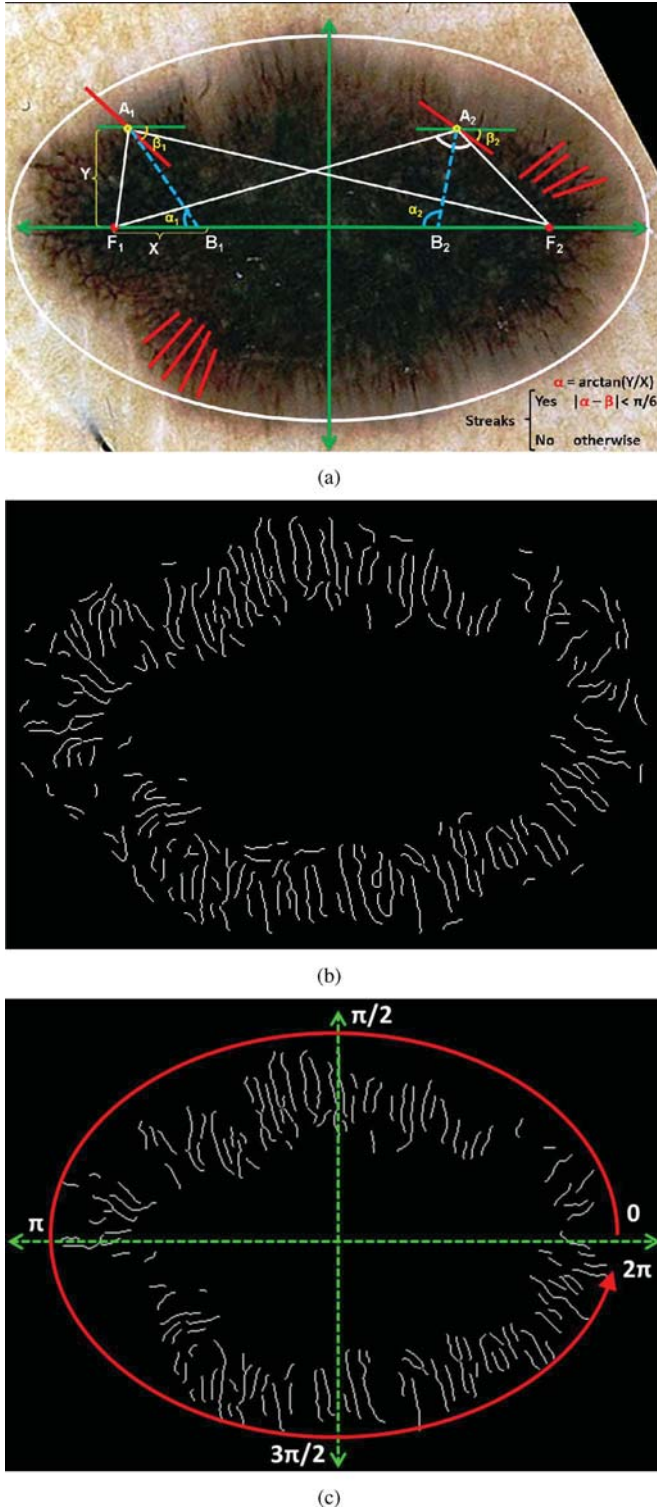 A₁
A₂
β₁
β₂
Y
α₁
α₂
F₁
B₁
B₂
F₂
X
α = arctan(Y/X)
Streaks
Yes |α − β| < π/6
No otherwise
(a)
(b)
π/2
π
0
2π
3π/2
(c)